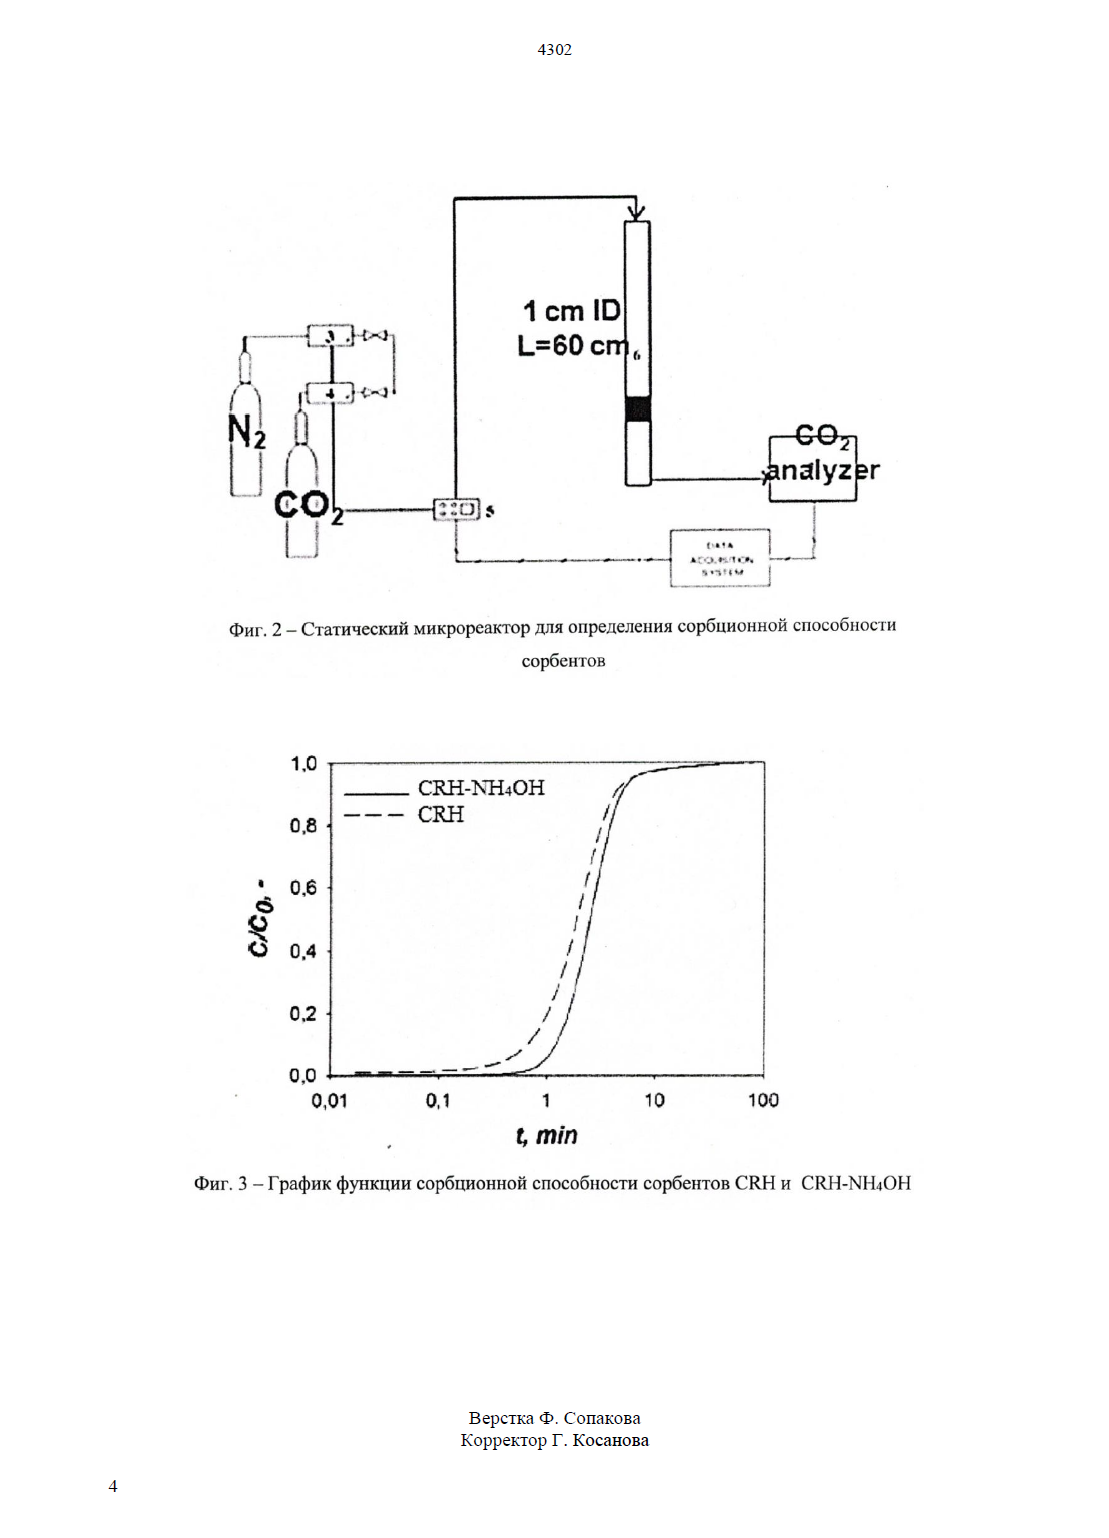 4302
1 cm ID
L=60 cm 6
3
4
N2
CO2
5
CO2
analyzer
DATA
ACQUISITION
SYSTEM
Фиг. 2 – Статический микрореактор для определения сорбционной способности
сорбентов
1,0
0,8
0,6
0,4
0,2
0,0
C/C0, -
CRH-NH4OH
CRH
0,01 0,1 1 10 100
t, min
Фиг. 3 – График функции сорбционной способности сорбентов CRH и CRH-NH4OH
Верстка Ф. Сопакова
Корректор Г. Косанова
4